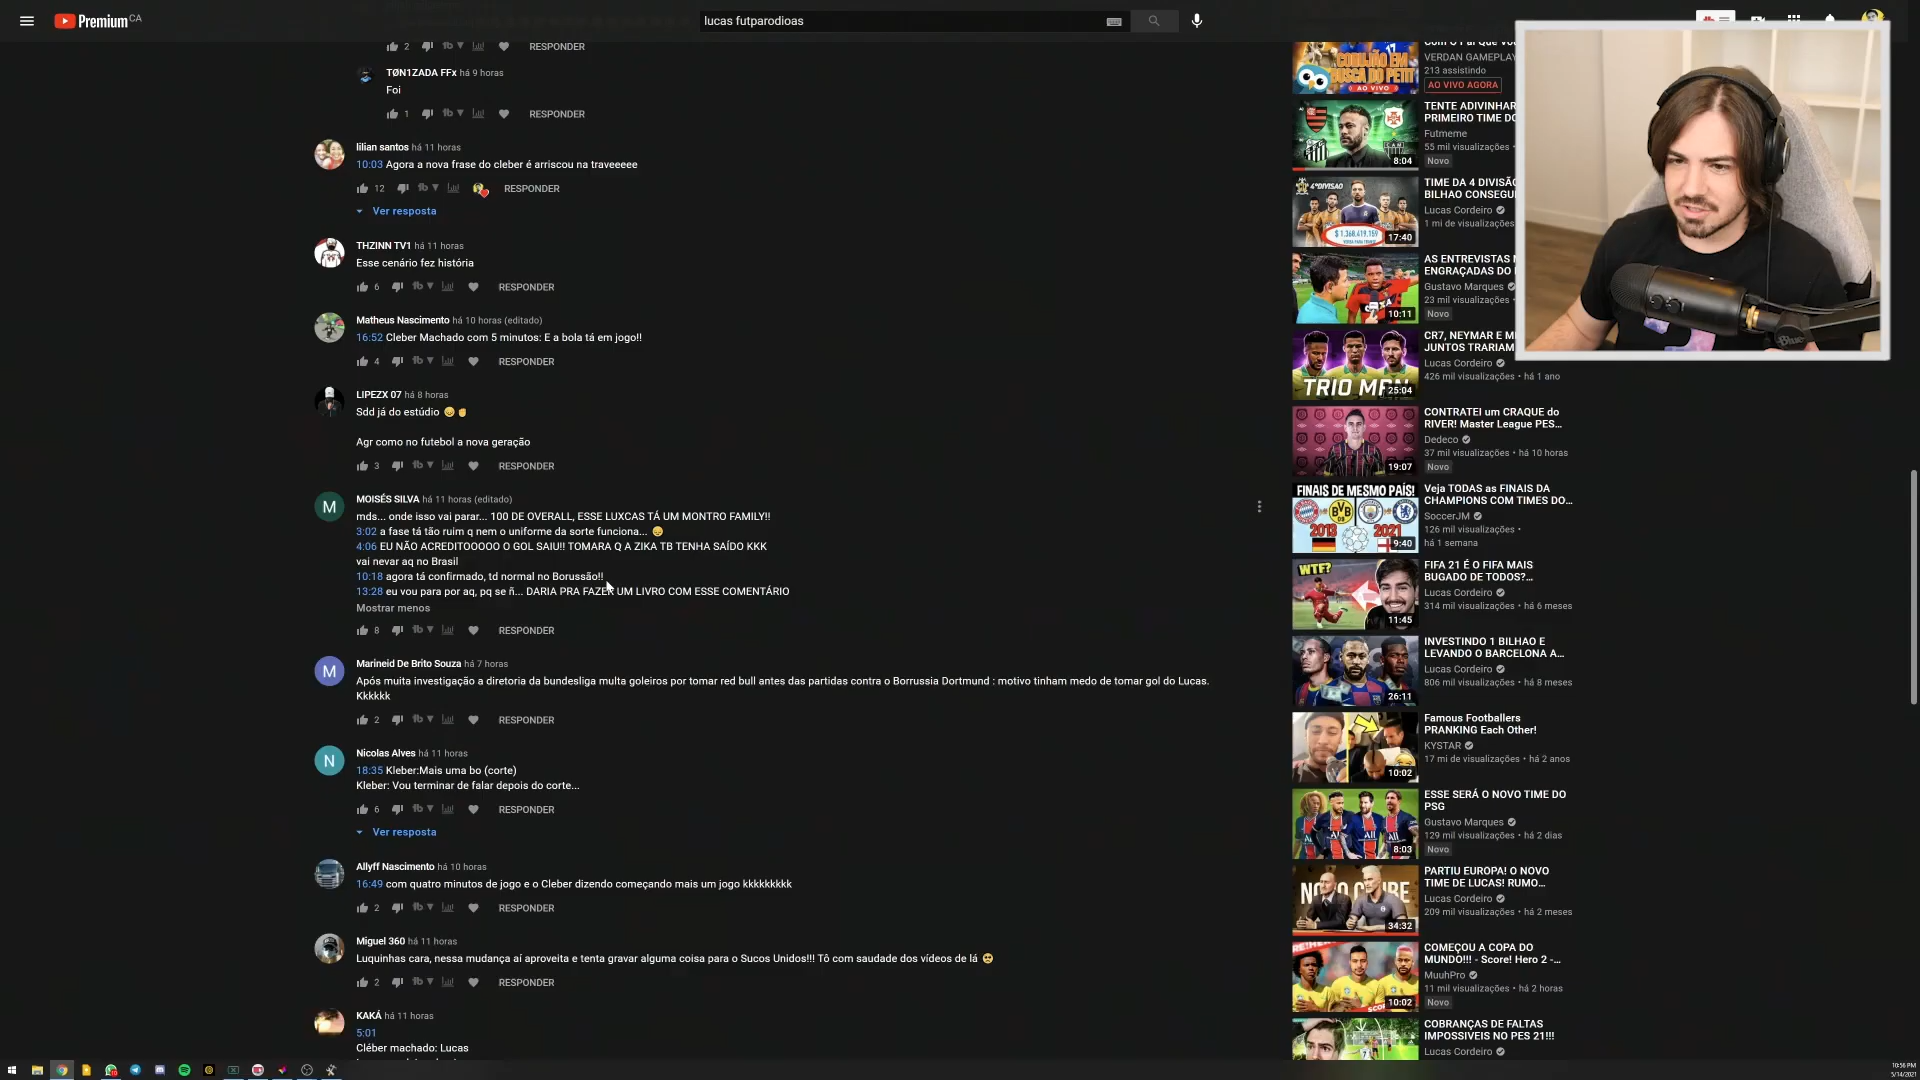 Premium CA
lucas futparodioas
2 RESPONDER
TØN1ZADA FFx há 9 horas
Foi
1 RESPONDER
lilian santos há 11 horas
10:03 Agora a nova frase do cleber é arriscou na traveeeee
12 RESPONDER
Ver resposta
THZINN TV1 há 11 horas
Esse cenário fez história
6 RESPONDER
Matheus Nascimento há 10 horas (editado)
16:52 Cleber Machado com 5 minutos: E a bola tá em jogo!!
4 RESPONDER
LIPEZX 07 há 8 horas
Sdd já do estúdio
Agr como no futebol a nova geração
3 RESPONDER
M
MOISÉS SILVA há 11 horas (editado)
mds... onde isso vai parar... 100 DE OVERALL, ESSE LUXCAS TÁ UM MONTRO FAMILY!!
3:02 a fase tá tão ruim q nem o uniforme da sorte funciona...
4:06 EU NÃO ACREDITOOOOO O GOL SAIU!! TOMARA Q A ZIKA TB TENHA SAÍDO KKK
vai nevar aq no Brasil
10:18 agora tá confirmado, td normal no Borussão!!
13:28 eu vou para por aq, pq se ñ... DARIA PRA FAZER UM LIVRO COM ESSE COMENTÁRIO
Mostrar menos
8 RESPONDER
M
Marineid De Brito Souza há 7 horas
Após muita investigação a diretoria da bundesliga multa goleiros por tomar red bull antes das partidas contra o Borrussia Dortmund : motivo tinham medo de tomar gol do Lucas.
Kkkkkk
2 RESPONDER
N
Nicolas Alves há 11 horas
18:35 Kleber:Mais uma bo (corte)
Kleber: Vou terminar de falar depois do corte...
6 RESPONDER
Ver resposta
Allyff Nascimento há 10 horas
16:49 com quatro minutos de jogo e o Cleber dizendo começando mais um jogo kkkkkkkkk
2 RESPONDER
Miguel 360 há 11 horas
Luquinhas cara, nessa mudança aí aproveita e tenta gravar alguma coisa para o Sucos Unidos!!! Tô com saudade dos vídeos de lá
2 RESPONDER
KAKÁ há 11 horas
5:01
Cléber machado: Lucas
CORUJÃO EM
BUSCA DO PETIT
AO VIVO
VERDAN GAMEPLAY
213 assistindo
AO VIVO AGORA
8:04
TENTE ADIVINHAR
PRIMEIRO TIME DO
Futmeme
55 mil visualizações •
Novo
4ª DIVISÃO
$ 1.368.419.159
17:40
TIME DA 4 DIVISÃO
BILHAO CONSEGU
Lucas Cordeiro
1 mi de visualizações
10:11
AS ENTREVISTAS M
ENGRAÇADAS DO
Gustavo Marques
23 mil visualizações •
Novo
TRIO MRN
25:04
CR7, NEYMAR E M
JUNTOS TRARIAM
Lucas Cordeiro
426 mil visualizações • há 1 ano
19:07
CONTRATEI um CRAQUE do
RIVER! Master League PES...
Dedeco
37 mil visualizações • há 10 horas
Novo
FINAIS DE MESMO PAÍS!
2013 2021
9:40
Veja TODAS as FINAIS DA
CHAMPIONS COM TIMES DO...
SoccerJM
126 mil visualizações •
há 1 semana
WTF?
11:45
FIFA 21 É O FIFA MAIS
BUGADO DE TODOS?...
Lucas Cordeiro
314 mil visualizações • há 6 meses
26:11
INVESTINDO 1 BILHAO E
LEVANDO O BARCELONA A...
Lucas Cordeiro
806 mil visualizações • há 8 meses
10:02
Famous Footballers
PRANKING Each Other!
KYSTAR
17 mi de visualizações • há 2 anos
8:03
ESSE SERÁ O NOVO TIME DO
PSG
Gustavo Marques
129 mil visualizações • há 2 dias
Novo
34:32
PARTIU EUROPA! O NOVO
TIME DE LUCAS! RUMO...
Lucas Cordeiro
209 mil visualizações • há 2 meses
10:02
COMEÇOU A COPA DO
MUNDO!!! - Score! Hero 2 -...
MuuhPro
11 mil visualizações • há 2 horas
Novo
COBRANÇAS DE FALTAS
IMPOSSIVEIS NO PES 21!!!
Lucas Cordeiro
Blue
10:56 PM
5/14/2021